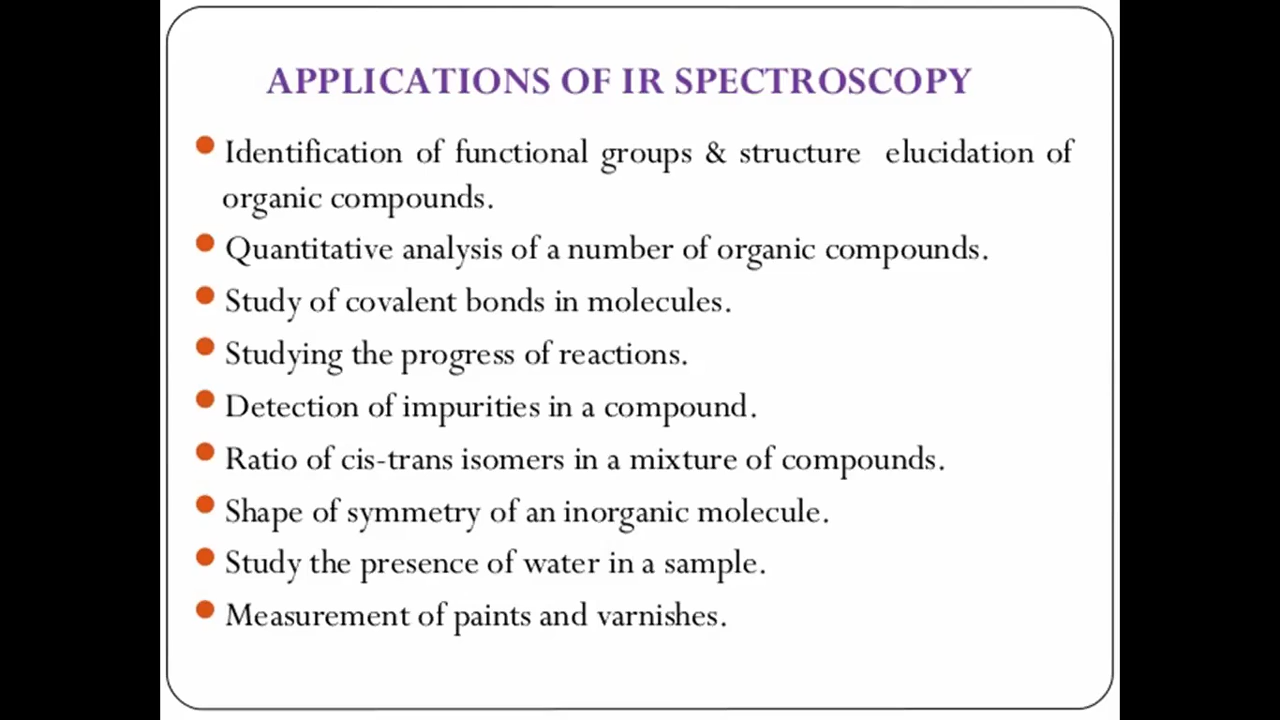 APPLICATIONS OF IR SPECTROSCOPY
Identification of functional groups & structure elucidation of
organic compounds.
Quantitative analysis of a number of organic compounds.
Study of covalent bonds in molecules.
Studying the progress of reactions.
Detection of impurities in a compound.
Ratio of cis-trans isomers in a mixture of compounds.
Shape of symmetry of an inorganic molecule.
Study the presence of water in a sample.
Measurement of paints and varnishes.